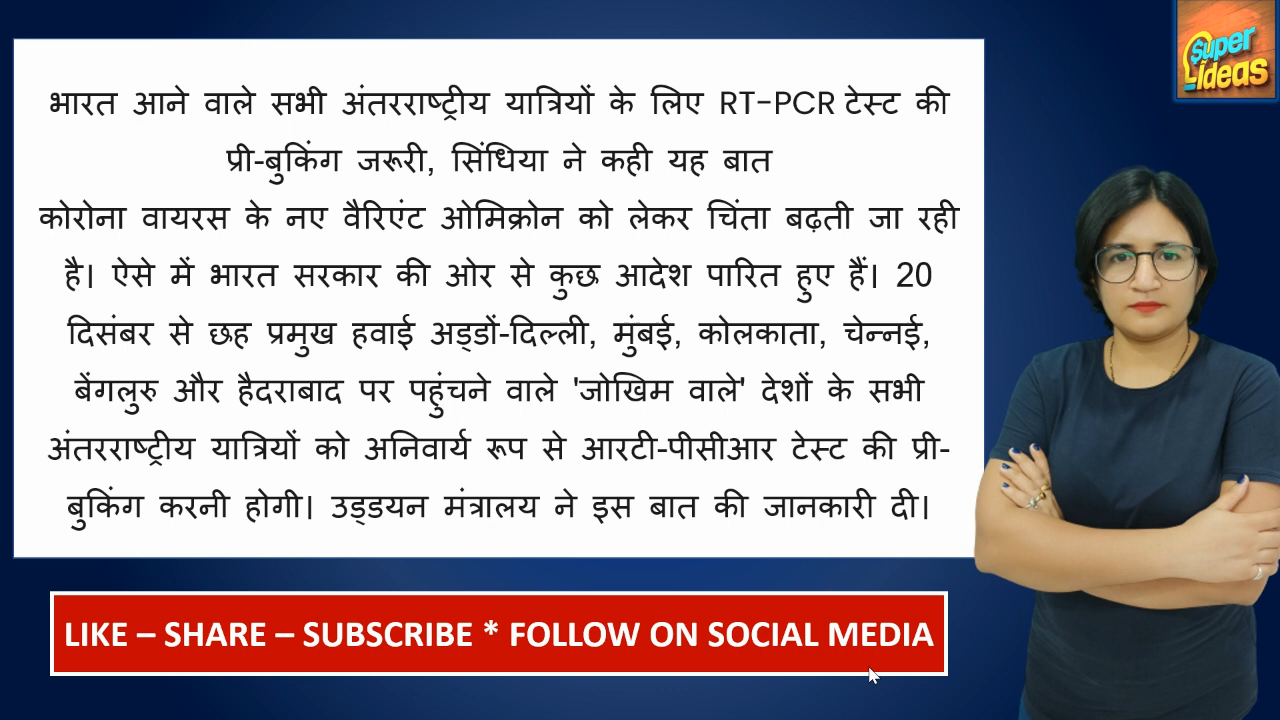 Super
Ideas
भारत आने वाले सभी अंतरराष्ट्रीय यात्रियों के लिए RT-PCR टेस्ट की
प्री-बुकिंग जरूरी, सिंधिया ने कही यह बात
कोरोना वायरस के नए वैरिएंट ओमिक्रोन को लेकर चिंता बढ़ती जा रही
है। ऐसे में भारत सरकार की ओर से कुछ आदेश पारित हुए हैं। 20
दिसंबर से छह प्रमुख हवाई अड्डों-दिल्ली, मुंबई, कोलकाता, चेन्नई,
बेंगलुरु और हैदराबाद पर पहुंचने वाले 'जोखिम वाले' देशों के सभी
अंतरराष्ट्रीय यात्रियों को अनिवार्य रूप से आरटी-पीसीआर टेस्ट की प्री-
बुकिंग करनी होगी। उड्डयन मंत्रालय ने इस बात की जानकारी दी।
LIKE – SHARE – SUBSCRIBE * FOLLOW ON SOCIAL MEDIA